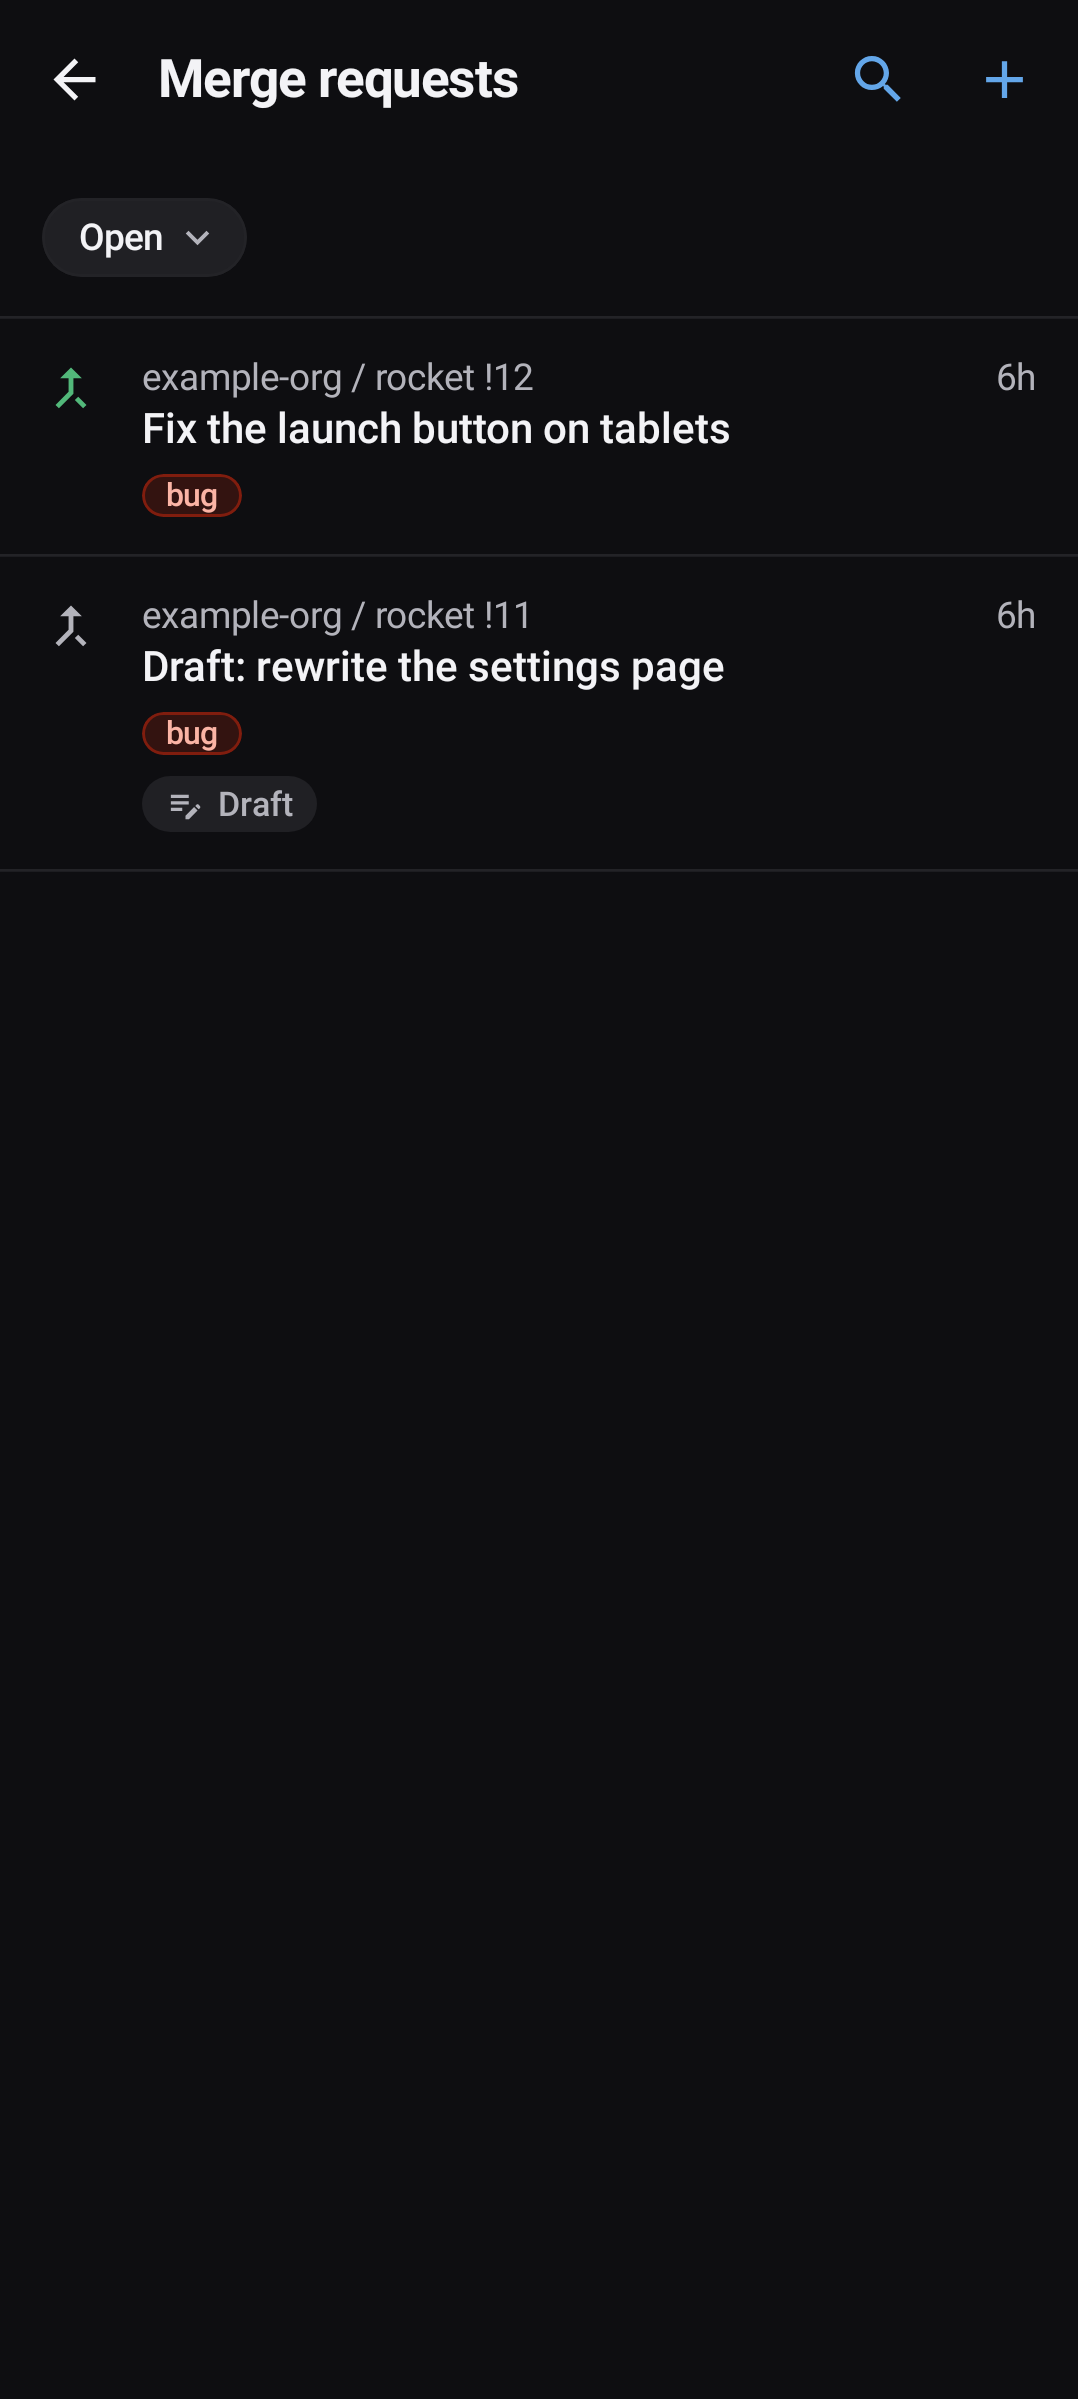 Merge requests
Open
example-org / rocket !12 6h
Fix the launch button on tablets
bug
example-org / rocket !11 6h
Draft: rewrite the settings page
bug
Draft